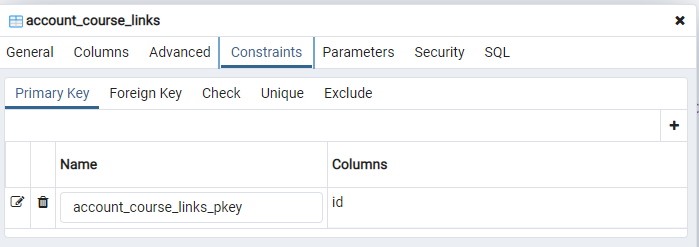 account_course_links
General Columns Advanced Constraints Parameters Security SQL
Primary Key Foreign Key Check Unique Exclude
Name Columns
account_course_links_pkey id